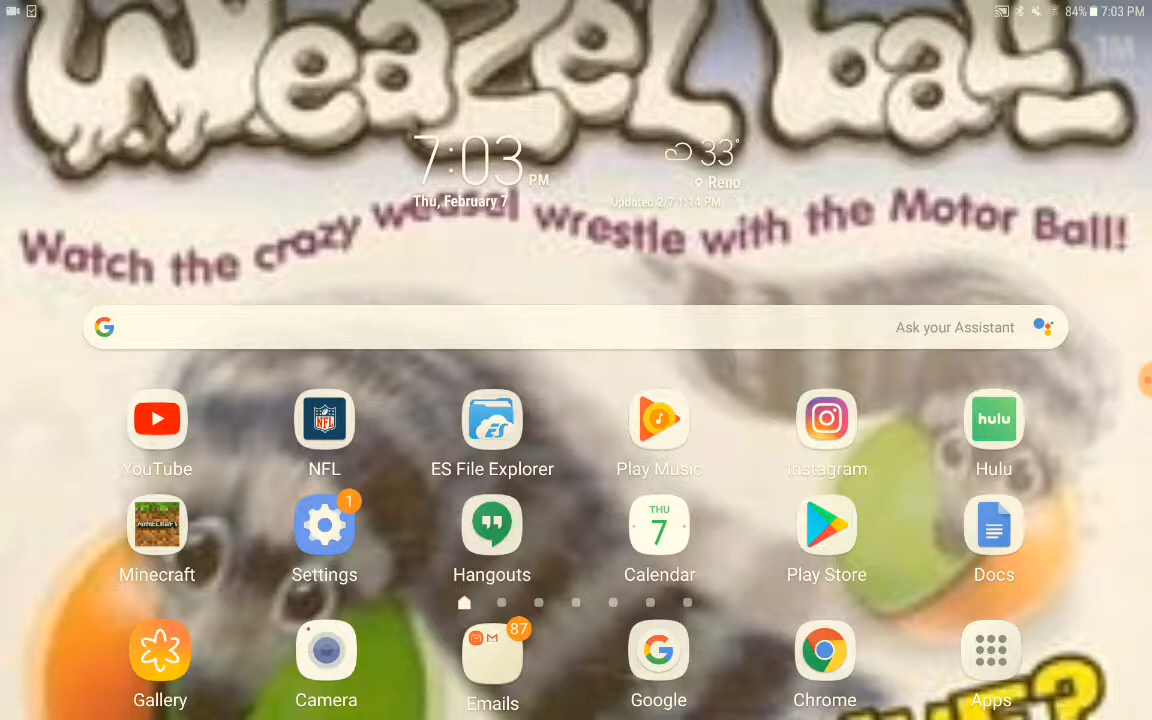 84% 7:03 PM
Weazel ball
TM
7:03 PM
33°
Reno
Thu, February 7
Updated 2/7 1:14 PM
Watch the crazy weasel wrestle with the Motor Ball!
Ask your Assistant
NFL
hulu
YouTube
NFL
ES File Explorer
Play Music
Instagram
Hulu
MINECRAFT
1
THU
7
Minecraft
Settings
Hangouts
Calendar
Play Store
Docs
87
Gallery
Camera
Emails
Google
Chrome
Apps